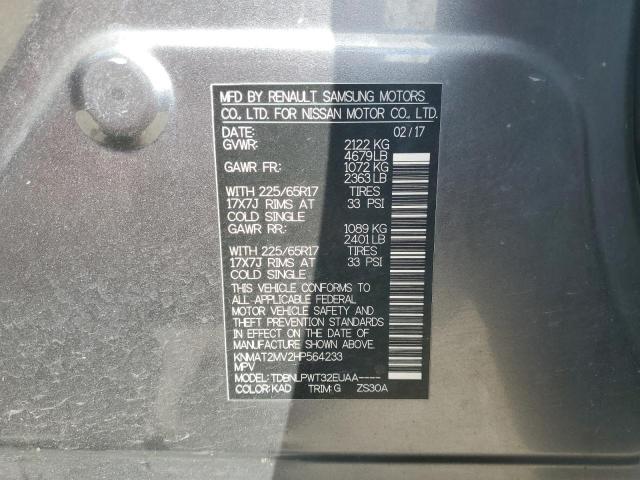 MFD BY RENAULT SAMSUNG MOTORS
CO., LTD. FOR NISSAN MOTOR CO., LTD.
DATE: 02/17
GVWR: 2122 KG
4679LB
GAWR FR: 1072 KG
2363 LB
WITH 225/65R17 TIRES
17X7J RIMS AT 33 PSI
COLD SINGLE
GAWR RR: 1089 KG
2401 LB
WITH 225/65R17 TIRES
17X7J RIMS AT 33 PSI
COLD SINGLE
THIS VEHICLE CONFORMS TO
ALL APPLICABLE FEDERAL
MOTOR VEHICLE SAFETY AND
THEFT PREVENTION STANDARDS
IN EFFECT ON THE DATE OF
MANUFACTURE SHOWN ABOVE.
KNMAT2MV2HP564233
MPV
MODEL: TDBNLPWT32EUAA----
COLOR: KAD TRIM: G ZS30A